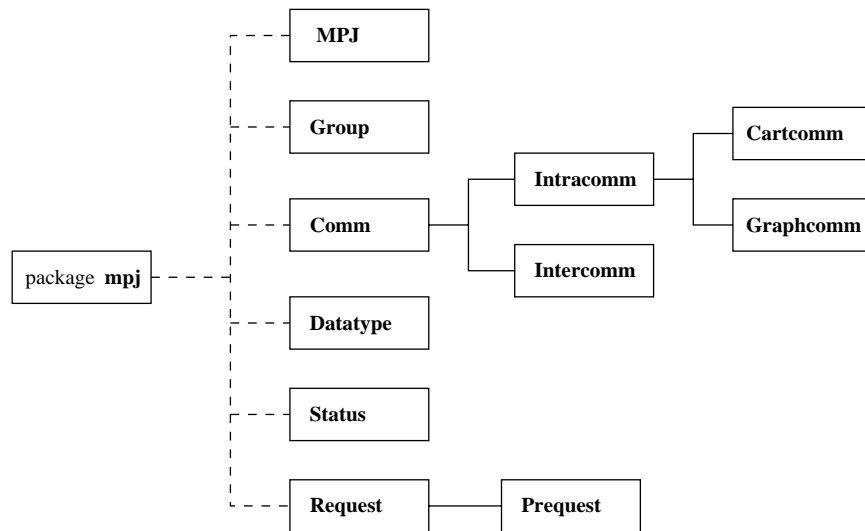 MPJ
Group
Cartcomm
Intracomm
Comm
Graphcomm
package mpj
Intercomm
Datatype
Status
Request
Prequest